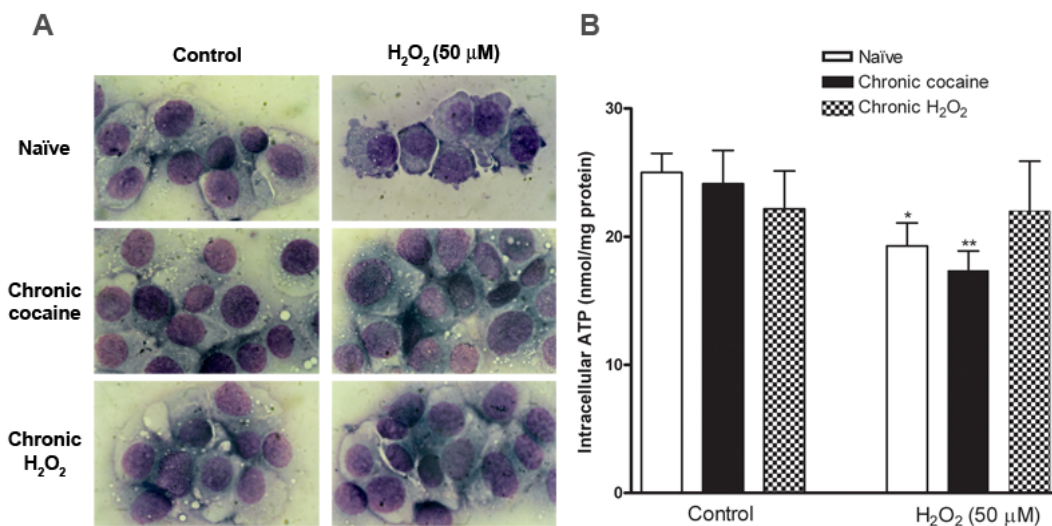 A
Control
H₂O₂ (50 μM)
Naïve
Chronic
cocaine
Chronic
H₂O₂
B
Naïve
Chronic cocaine
Chronic H₂O₂
Intracellular ATP (nmol/mg protein)
30
20
10
0
*
**
Control
H₂O₂ (50 μM)